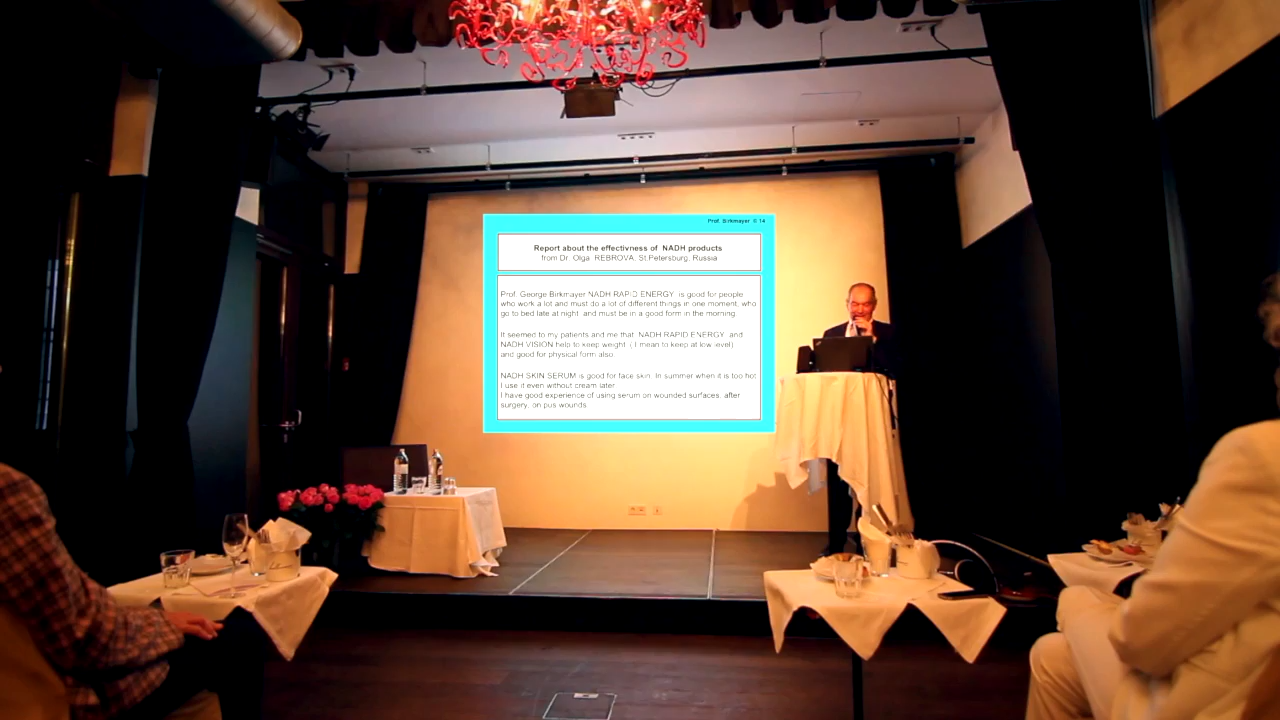 Prof. Birkmayer © 14
Report about the effectivness of NADH products
from Dr. Olga REBROVA, St.Petersburg, Russia
Prof. George Birkmayer NADH RAPID ENERGY is good for people
who work a lot and must do a lot of different things in one moment, who
go to bed late at night and must be in a good form in the morning.
It seemed to my patients and me that NADH RAPID ENERGY and
NADH VISION help to keep weight ( I mean to keep at low level)
and good for physical form also
NADH SKIN SERUM is good for face skin. In summer when it is too hot
I use it even without cream later.
I have good experience of using serum on wounded surfaces, after
surgery, on pus wounds.